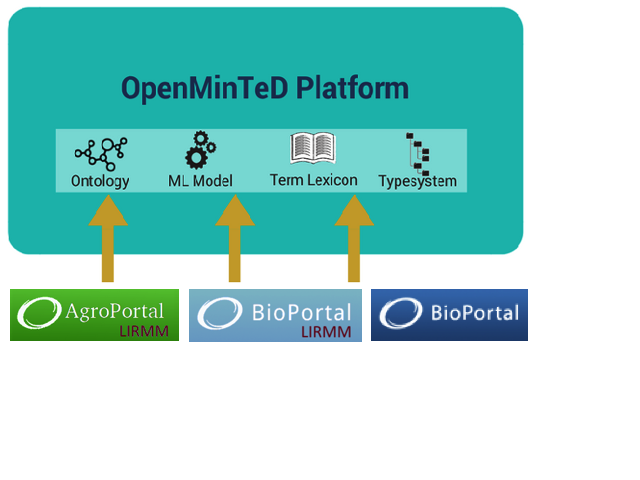 OpenMinTeD Platform
Ontology ML Model Term Lexicon Typesystem
AgroPortal BioPortal BioPortal
LIRMM LIRMM